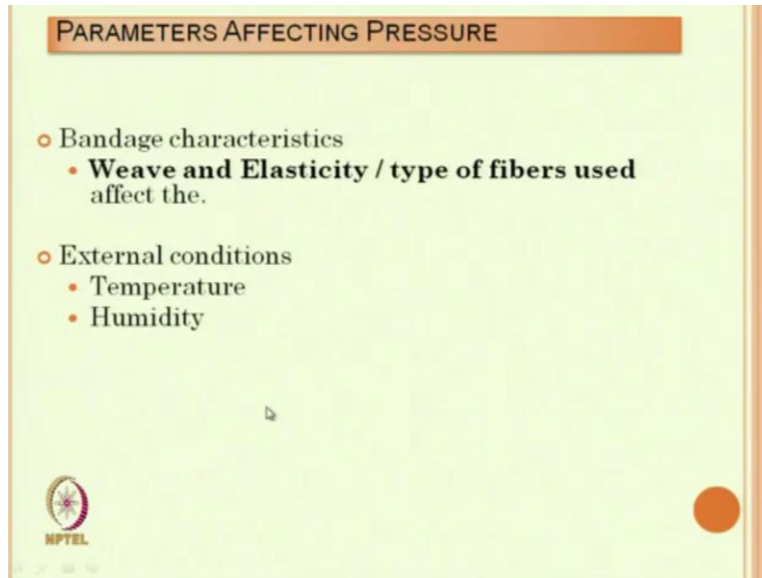 PARAMETERS AFFECTING PRESSURE
Bandage characteristics
Weave and Elasticity / type of fibers used
affect the.
External conditions
Temperature
Humidity
NPTEL